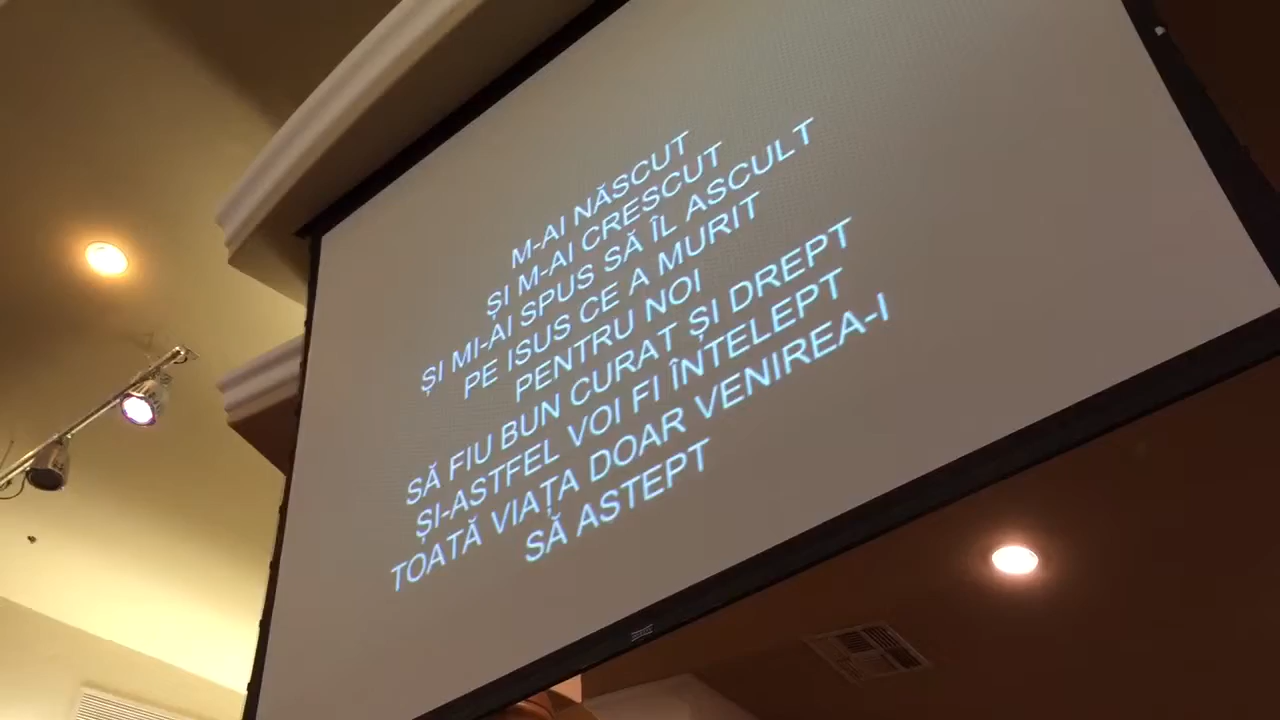 M-AI NĂSCUT
ȘI M-AI CRESCUT
ȘI MI-AI SPUS SĂ ÎL ASCULT
PE ISUS CE A MURIT
PENTRU NOI
SĂ FIU BUN CURAT ȘI DREPT
ȘI-ASTFEL VOI FI ÎNTELEPT
TOATĂ VIAȚA DOAR VENIREA-I
SĂ ASTEPT